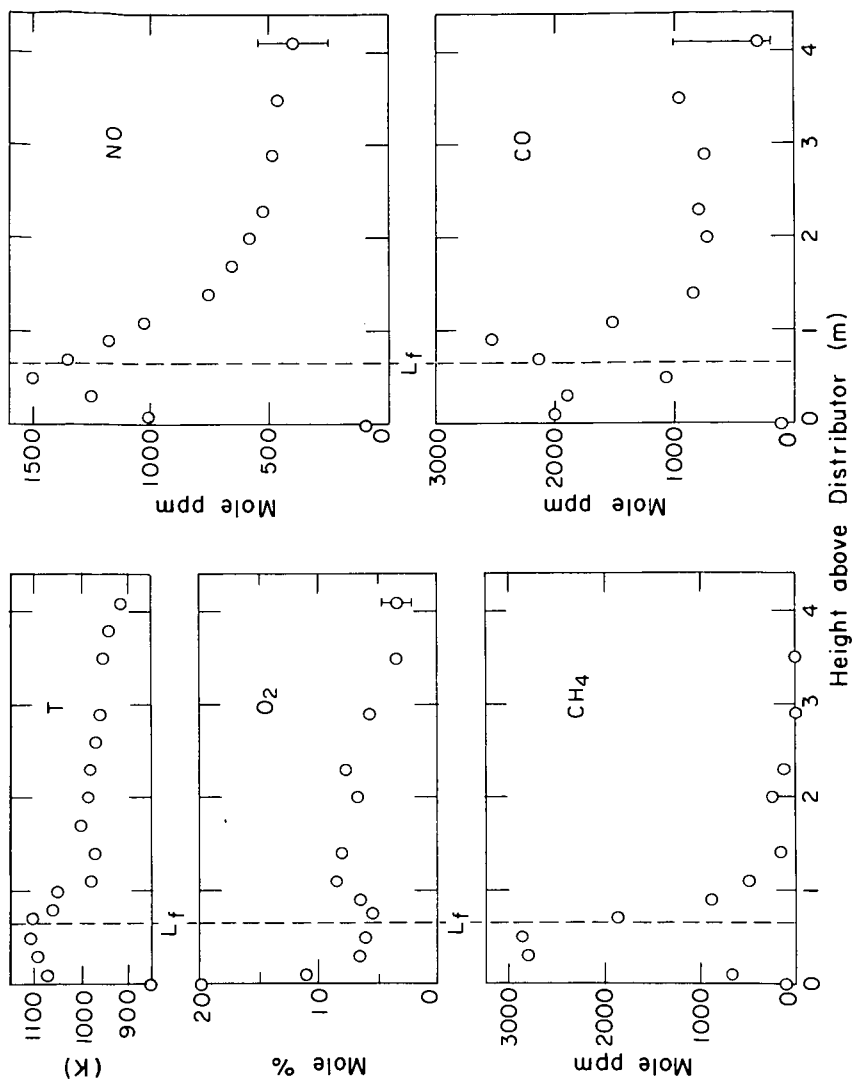 (K)
1100
1000
900
T
Lf
Mole %
20
10
0
O2
Lf
Mole ppm
3000
2000
1000
0
CH4
0 1 2 3 4
Mole ppm
1500
1000
500
0
NO
Lf
Mole ppm
3000
2000
1000
0
CO
0 1 2 3 4
Height above Distributor (m)